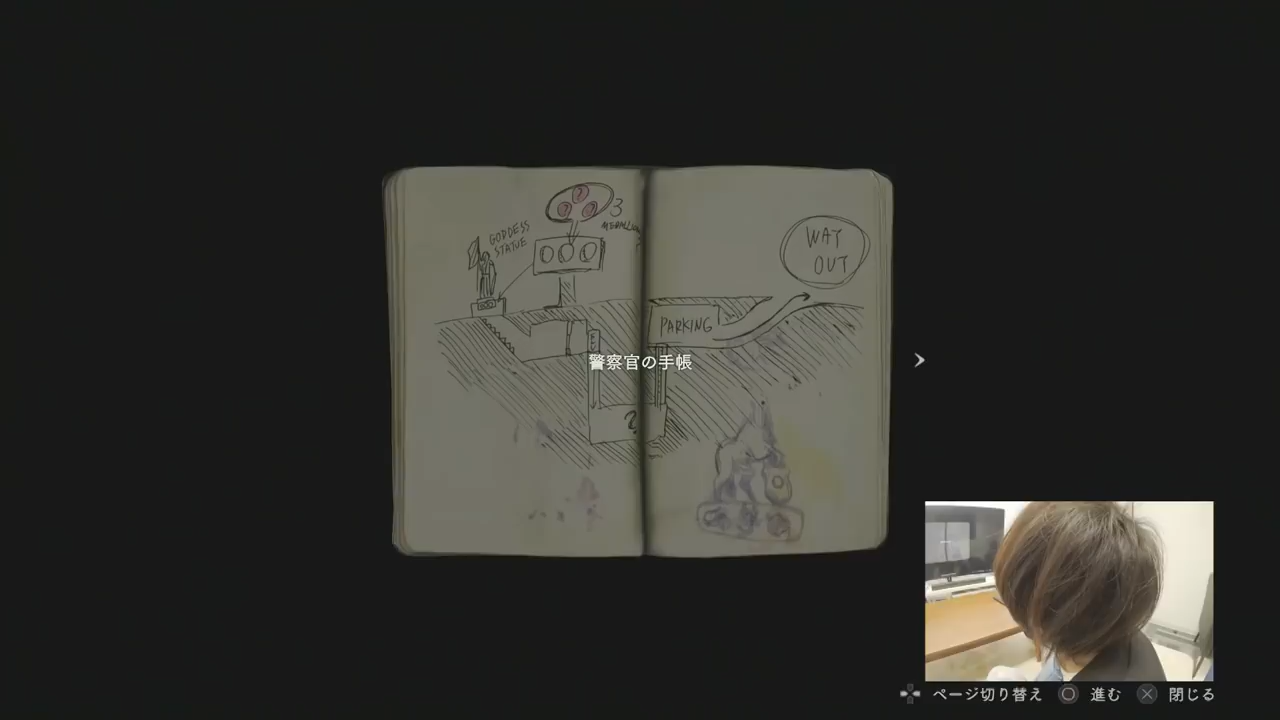 3
MEDALLIONS
GODDESS
STATUE
WAY
OUT
PARKING
警察官の手帳
?
ページ切り替え
進む
閉じる